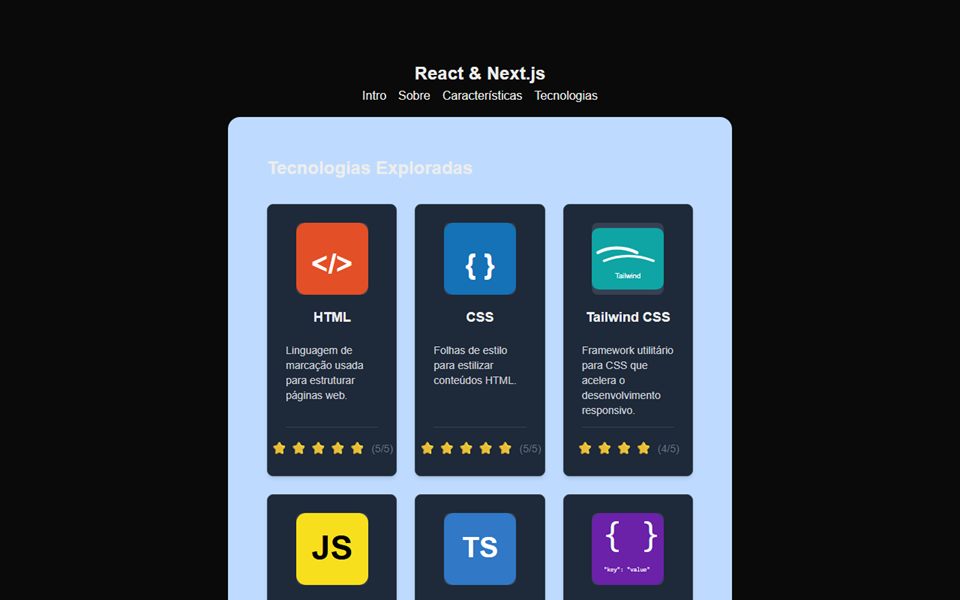 React & Next.js
Intro Sobre Características Tecnologias
Tecnologias Exploradas
</>
HTML
Linguagem de
marcação usada
para estruturar
páginas web.
(5/5)
{ }
CSS
Folhas de estilo
para estilizar
conteúdos HTML.
(5/5)
Tailwind
Tailwind CSS
Framework utilitário
para CSS que
acelera o
desenvolvimento
responsivo.
(4/5)
JS
TS
{ }
"key": "value"